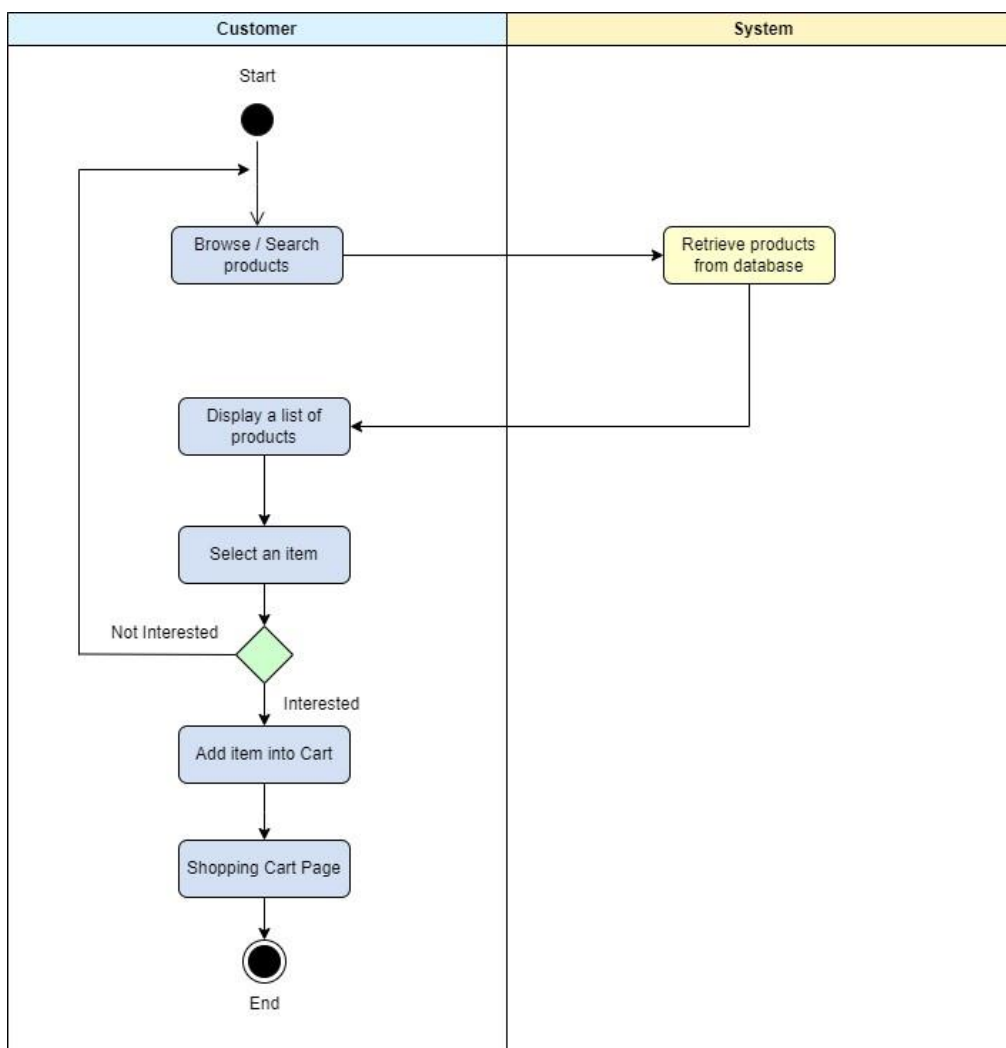 Customer
System
Start
Browse / Search
products
Retrieve products
from database
Display a list of
products
Select an item
Not Interested
Interested
Add item into Cart
Shopping Cart Page
End